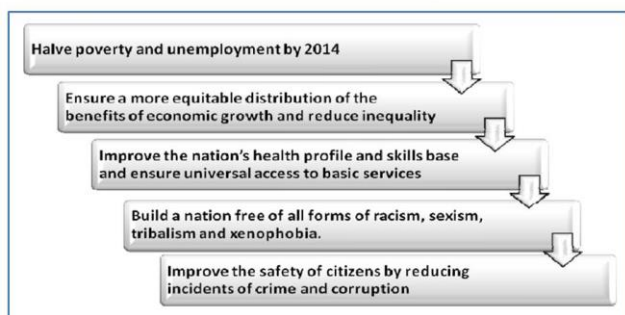 Halve poverty and unemployment by 2014
Ensure a more equitable distribution of the
benefits of economic growth and reduce inequality
Improve the nation's health profile and skills base
and ensure universal access to basic services
Build a nation free of all forms of racism, sexism,
tribalism and xenophobia.
Improve the safety of citizens by reducing
incidents of crime and corruption